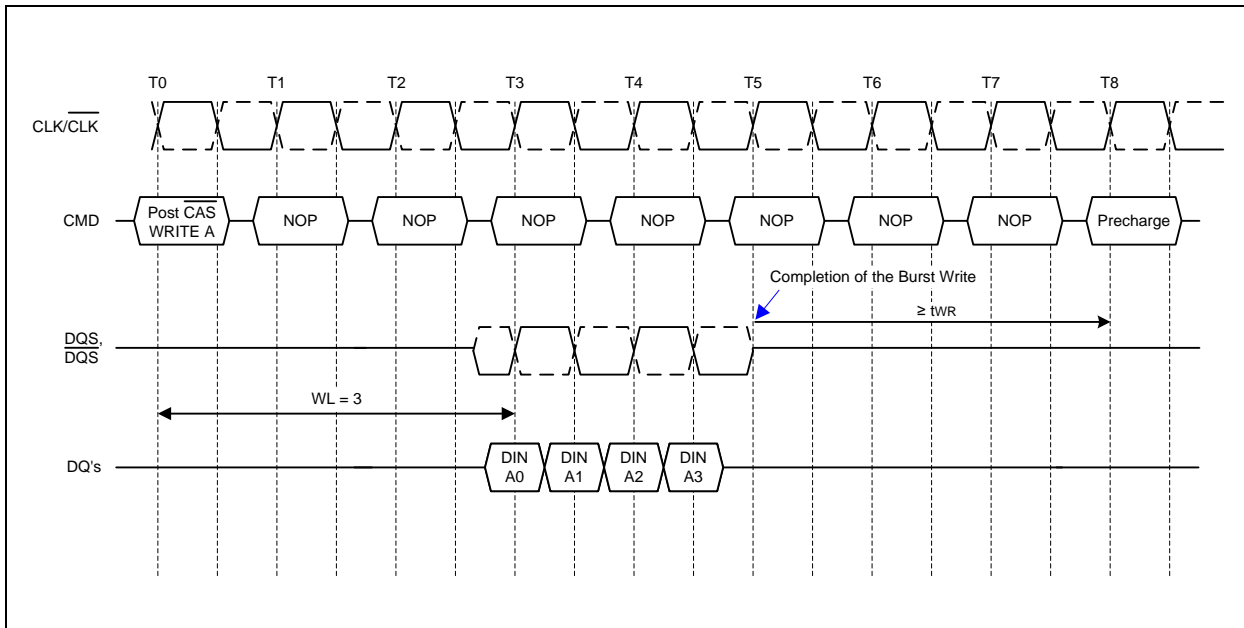 T0 T1 T2 T3 T4 T5 T6 T7 T8
CLK/CLK
CMD
Post CAS
WRITE A
NOP NOP NOP NOP NOP NOP NOP Precharge
Completion of the Burst Write
≥ tWR
DQS,
DQS
WL = 3
DQ's
DIN A0
DIN A1
DIN A2
DIN A3